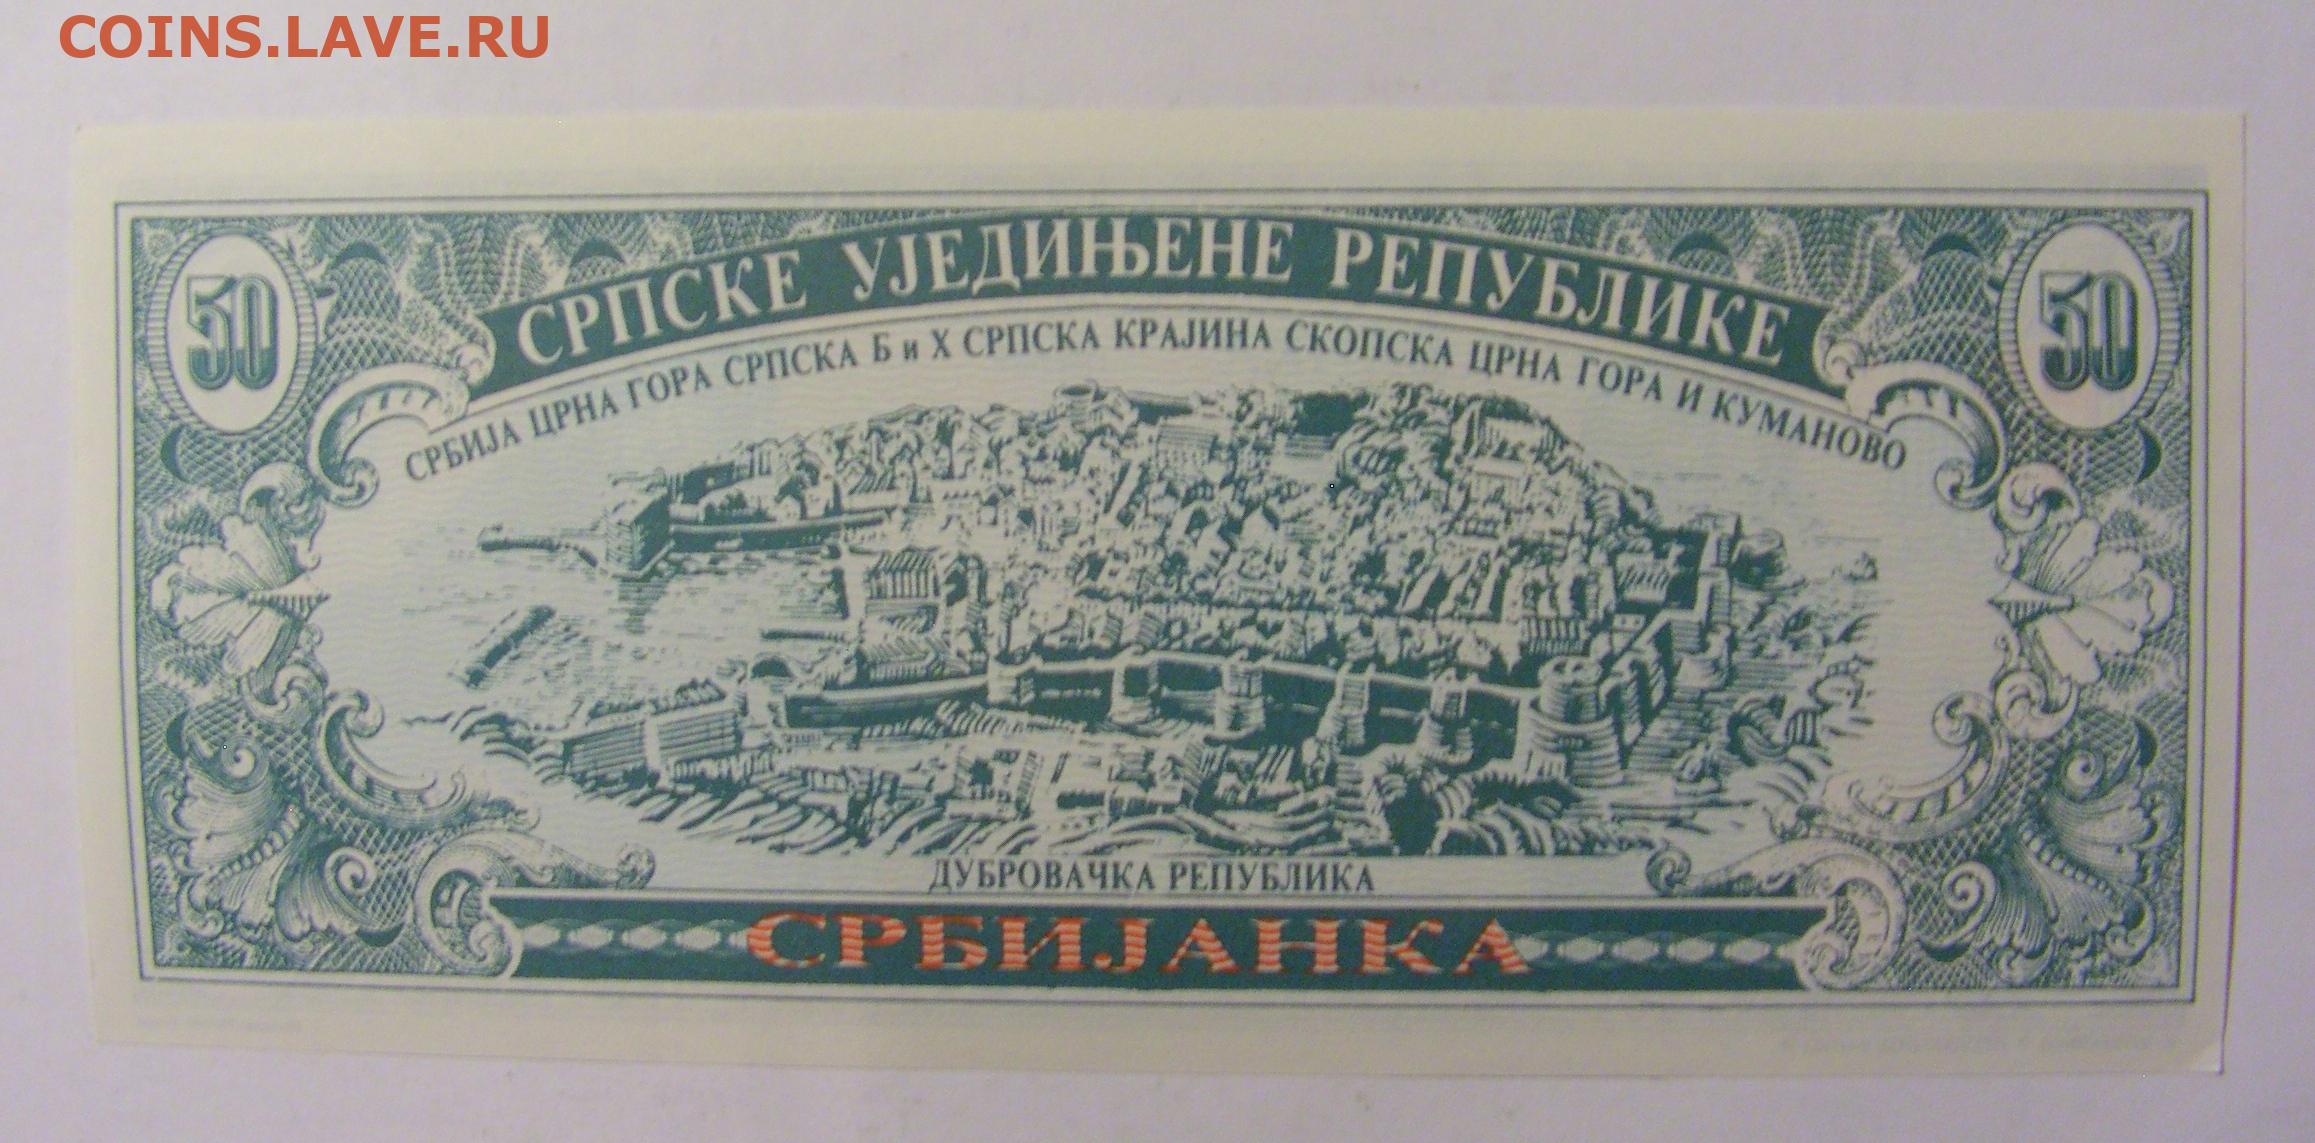 COINS.LAVE.RU
50 50
СРПСКЕ УЈЕДИЊЕНЕ РЕПУБЛИКЕ
СРБИЈА ЦРНА ГОРА СРПСКА Б и Х СРПСКА КРАЈИНА СКОПСКА ЦРНА ГОРА И КУМАНОВО
ДУБРОВАЧКА РЕПУБЛИКА
СРБИЈАНКА